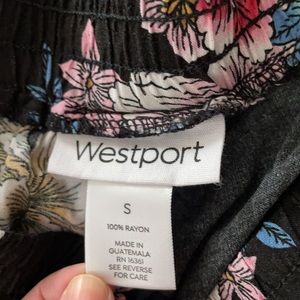 Westport
S
100% RAYON
MADE IN
GUATEMALA
RN 16361
SEE REVERSE
FOR CARE